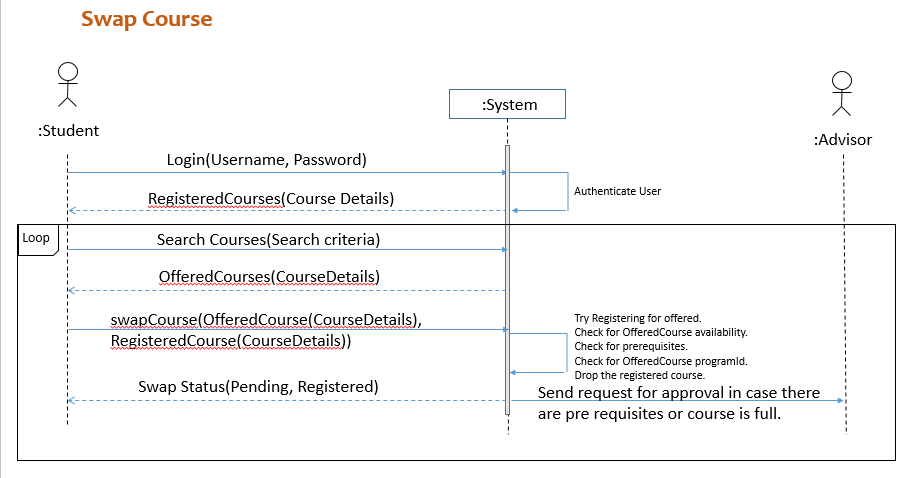 Swap Course
:System
:Student
:Advisor
Login(Username, Password)
Authenticate User
RegisteredCourses(Course Details)
Loop
Search Courses(Search criteria)
OfferedCourses(CourseDetails)
swapCourse(OfferedCourse(CourseDetails),
RegisteredCourse(CourseDetails))
Try Registering for offered.
Check for OfferedCourse availability.
Check for prerequisites.
Check for OfferedCourse programId.
Drop the registered course.
Swap Status(Pending, Registered)
Send request for approval in case there
are pre requisites or course is full.